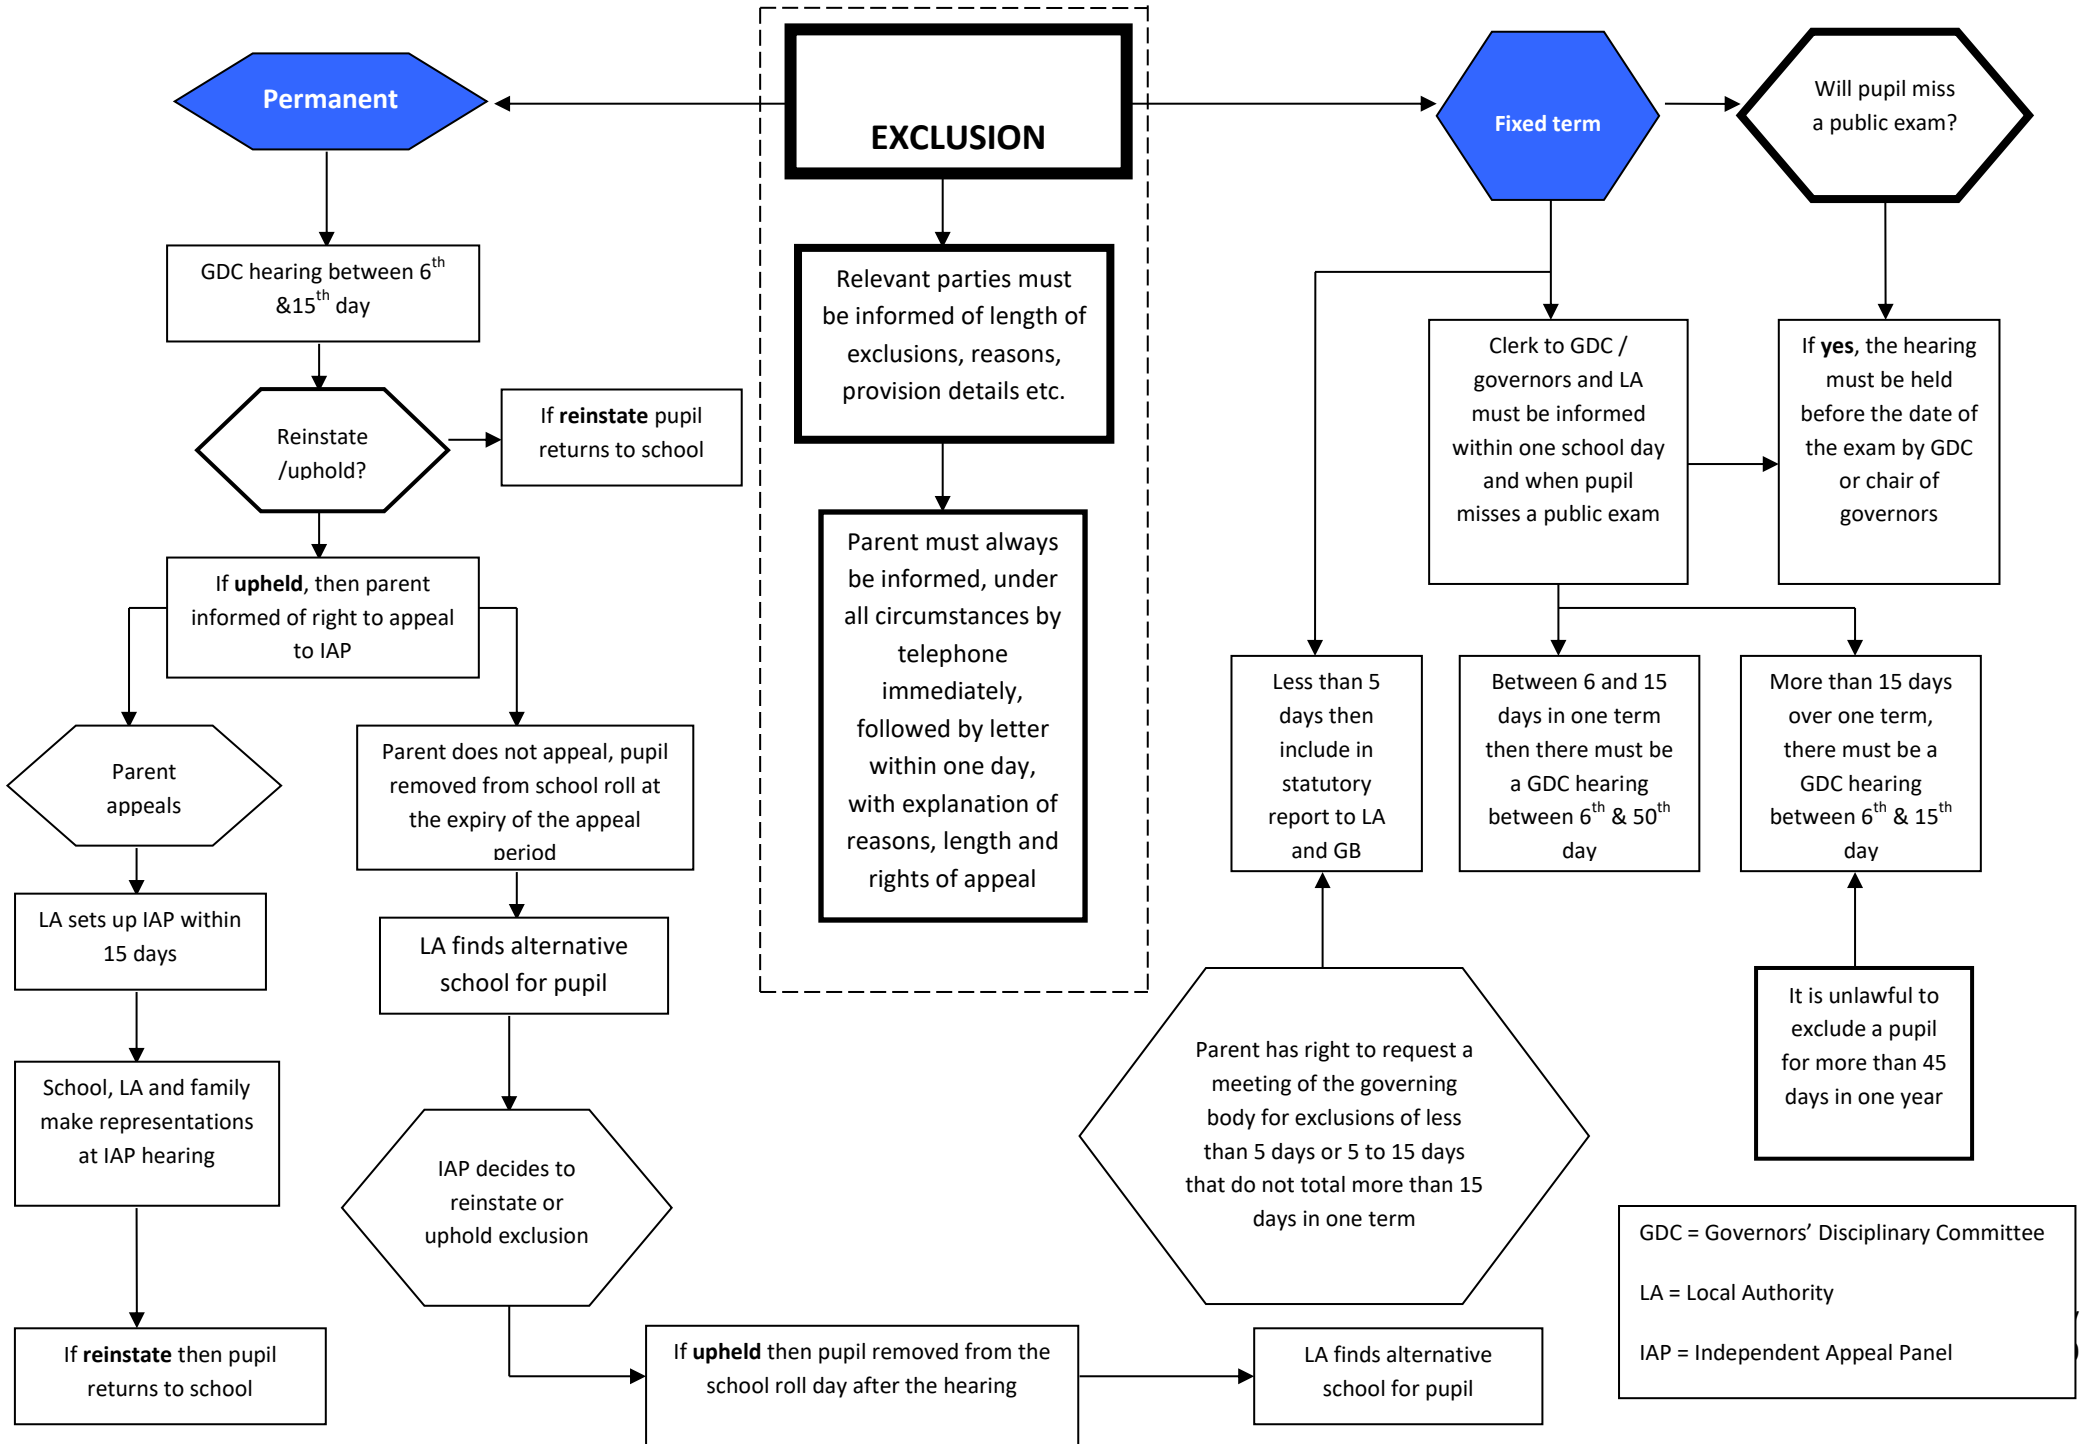 Permanent
EXCLUSION
Fixed term
Will pupil miss
a public exam?
GDC hearing between 6th
&15th day
Reinstate
/uphold?
If reinstate pupil
returns to school
If upheld, then parent
informed of right to appeal
to IAP
Parent
appeals
Parent does not appeal, pupil
removed from school roll at
the expiry of the appeal
period
LA sets up IAP within
15 days
LA finds alternative
school for pupil
School, LA and family
make representations
at IAP hearing
IAP decides to
reinstate or
uphold exclusion
If reinstate then pupil
returns to school
If upheld then pupil removed from the
school roll day after the hearing
LA finds alternative
school for pupil
Relevant parties must
be informed of length of
exclusions, reasons,
provision details etc.
Parent must always
be informed, under
all circumstances by
telephone
immediately,
followed by letter
within one day,
with explanation of
reasons, length and
rights of appeal
Clerk to GDC /
governors and LA
must be informed
within one school day
and when pupil
misses a public exam
If yes, the hearing
must be held
before the date of
the exam by GDC
or chair of
governors
Less than 5
days then
include in
statutory
report to LA
and GB
Between 6 and 15
days in one term
then there must be
a GDC hearing
between 6th & 50th
day
More than 15 days
over one term,
there must be a
GDC hearing
between 6th & 15th
day
Parent has right to request a
meeting of the governing
body for exclusions of less
than 5 days or 5 to 15 days
that do not total more than 15
days in one term
It is unlawful to
exclude a pupil
for more than 45
days in one year
GDC = Governors’ Disciplinary Committee
LA = Local Authority
IAP = Independent Appeal Panel